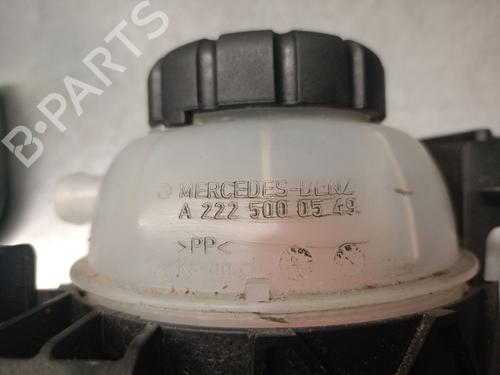 B-PARTS
MERCEDES-BENZ
A 222 500 05 49
>PP<